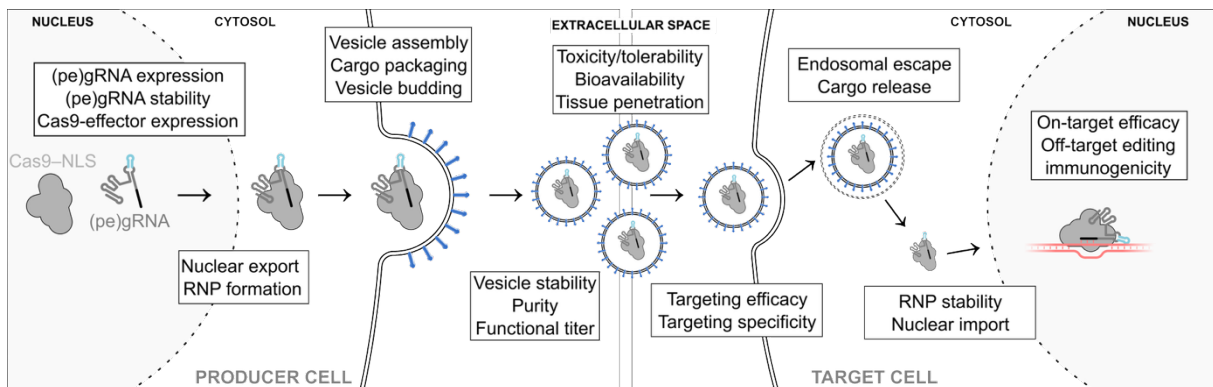 NUCLEUS
CYTOSOL
(pe)gRNA expression
(pe)gRNA stability
Cas9-effector expression
Cas9–NLS
(pe)gRNA
Nuclear export
RNP formation
Vesicle assembly
Cargo packaging
Vesicle budding
PRODUCER CELL
EXTRACELLULAR SPACE
Toxicity/tolerability
Bioavailability
Tissue penetration
Vesicle stability
Purity
Functional titer
Targeting efficacy
Targeting specificity
CYTOSOL
NUCLEUS
Endosomal escape
Cargo release
RNP stability
Nuclear import
On-target efficacy
Off-target editing
immunogenicity
TARGET CELL